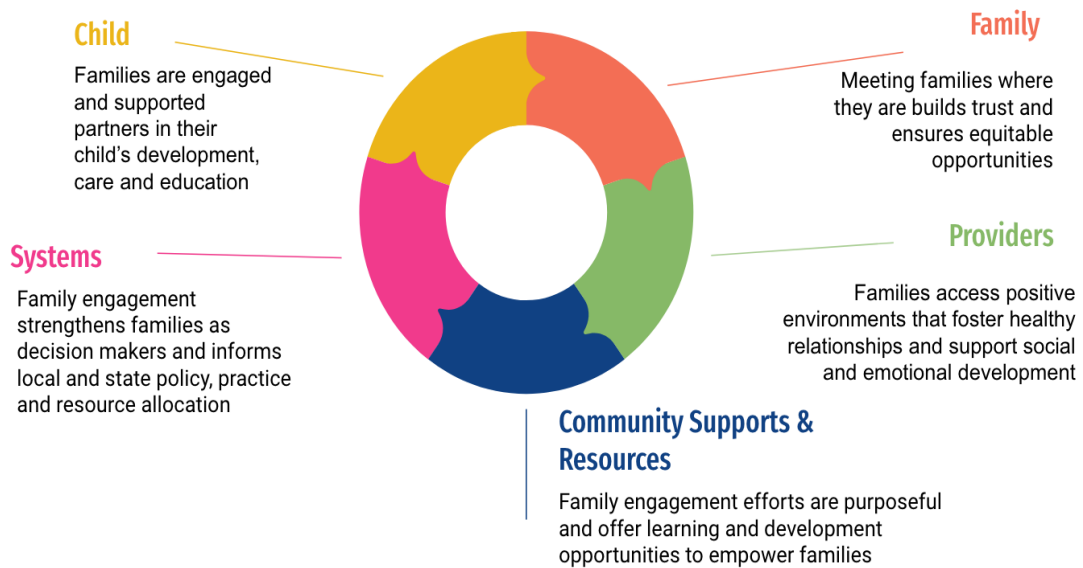 Child
Families are engaged
and supported
partners in their
child’s development,
care and education
Family
Meeting families where
they are builds trust and
ensures equitable
opportunities
Systems
Family engagement
strengthens families as
decision makers and informs
local and state policy, practice
and resource allocation
Providers
Families access positive
environments that foster healthy
relationships and support social
and emotional development
Community Supports &
Resources
Family engagement efforts are purposeful
and offer learning and development
opportunities to empower families